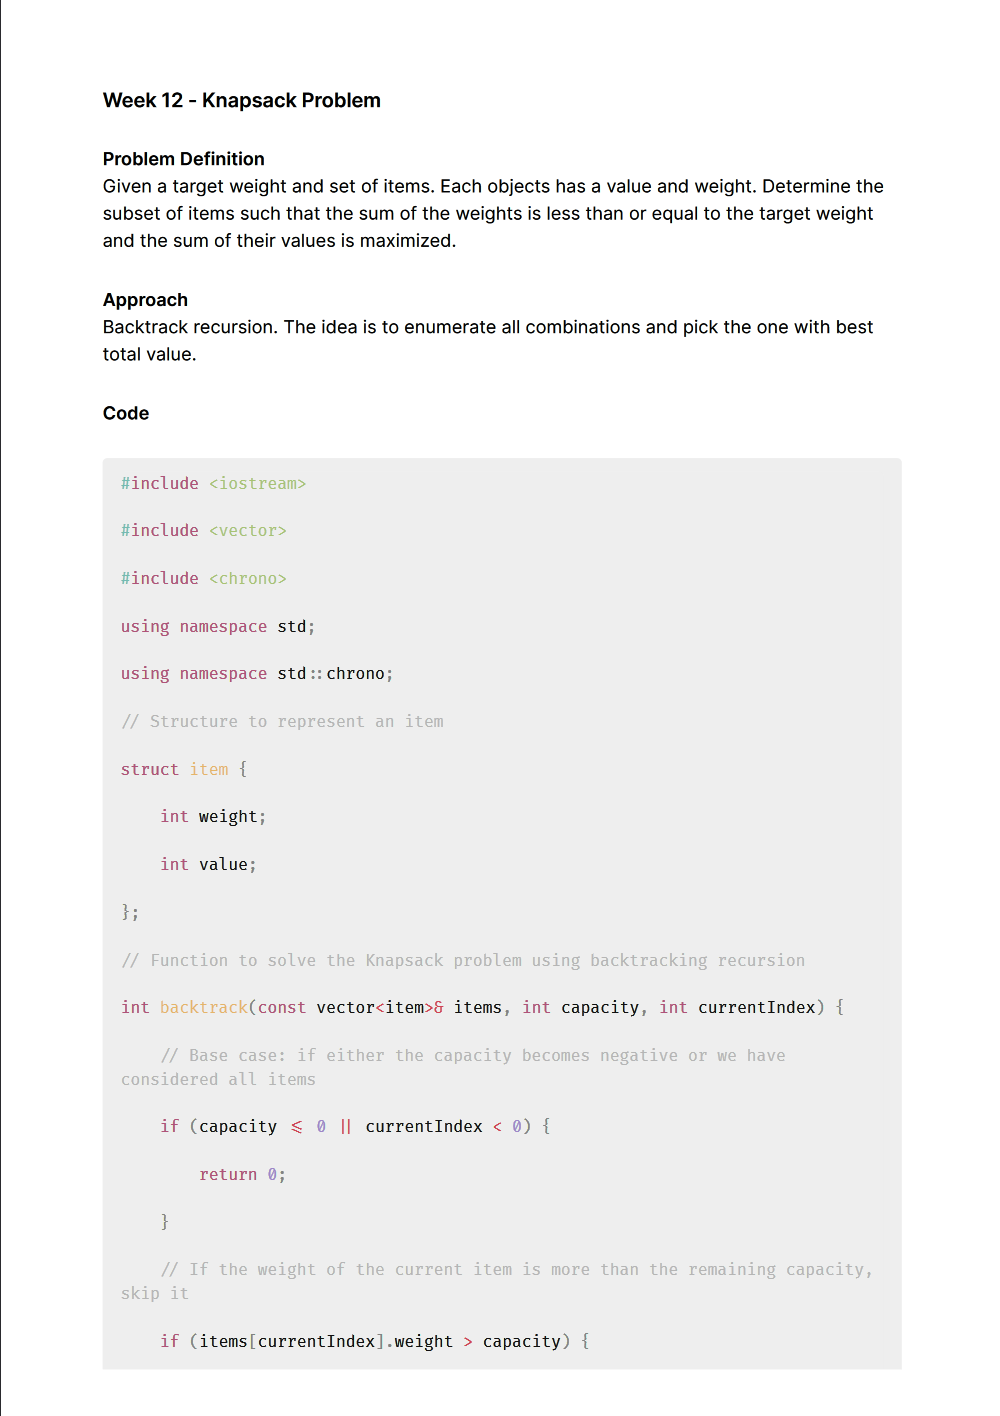 Week 12 - Knapsack Problem
Problem Definition
Given a target weight and set of items. Each objects has a value and weight. Determine the
subset of items such that the sum of the weights is less than or equal to the target weight
and the sum of their values is maximized.
Approach
Backtrack recursion. The idea is to enumerate all combinations and pick the one with best
total value.
Code
#include <iostream>
#include <vector>
#include <chrono>
using namespace std;
using namespace std::chrono;
// Structure to represent an item
struct item {
    int weight;
    int value;
};
// Function to solve the Knapsack problem using backtracking recursion
int backtrack(const vector<item>& items, int capacity, int currentIndex) {
    // Base case: if either the capacity becomes negative or we have
considered all items
    if (capacity <= 0 || currentIndex < 0) {
        return 0;
    }
    // If the weight of the current item is more than the remaining capacity,
skip it
    if (items[currentIndex].weight > capacity) {